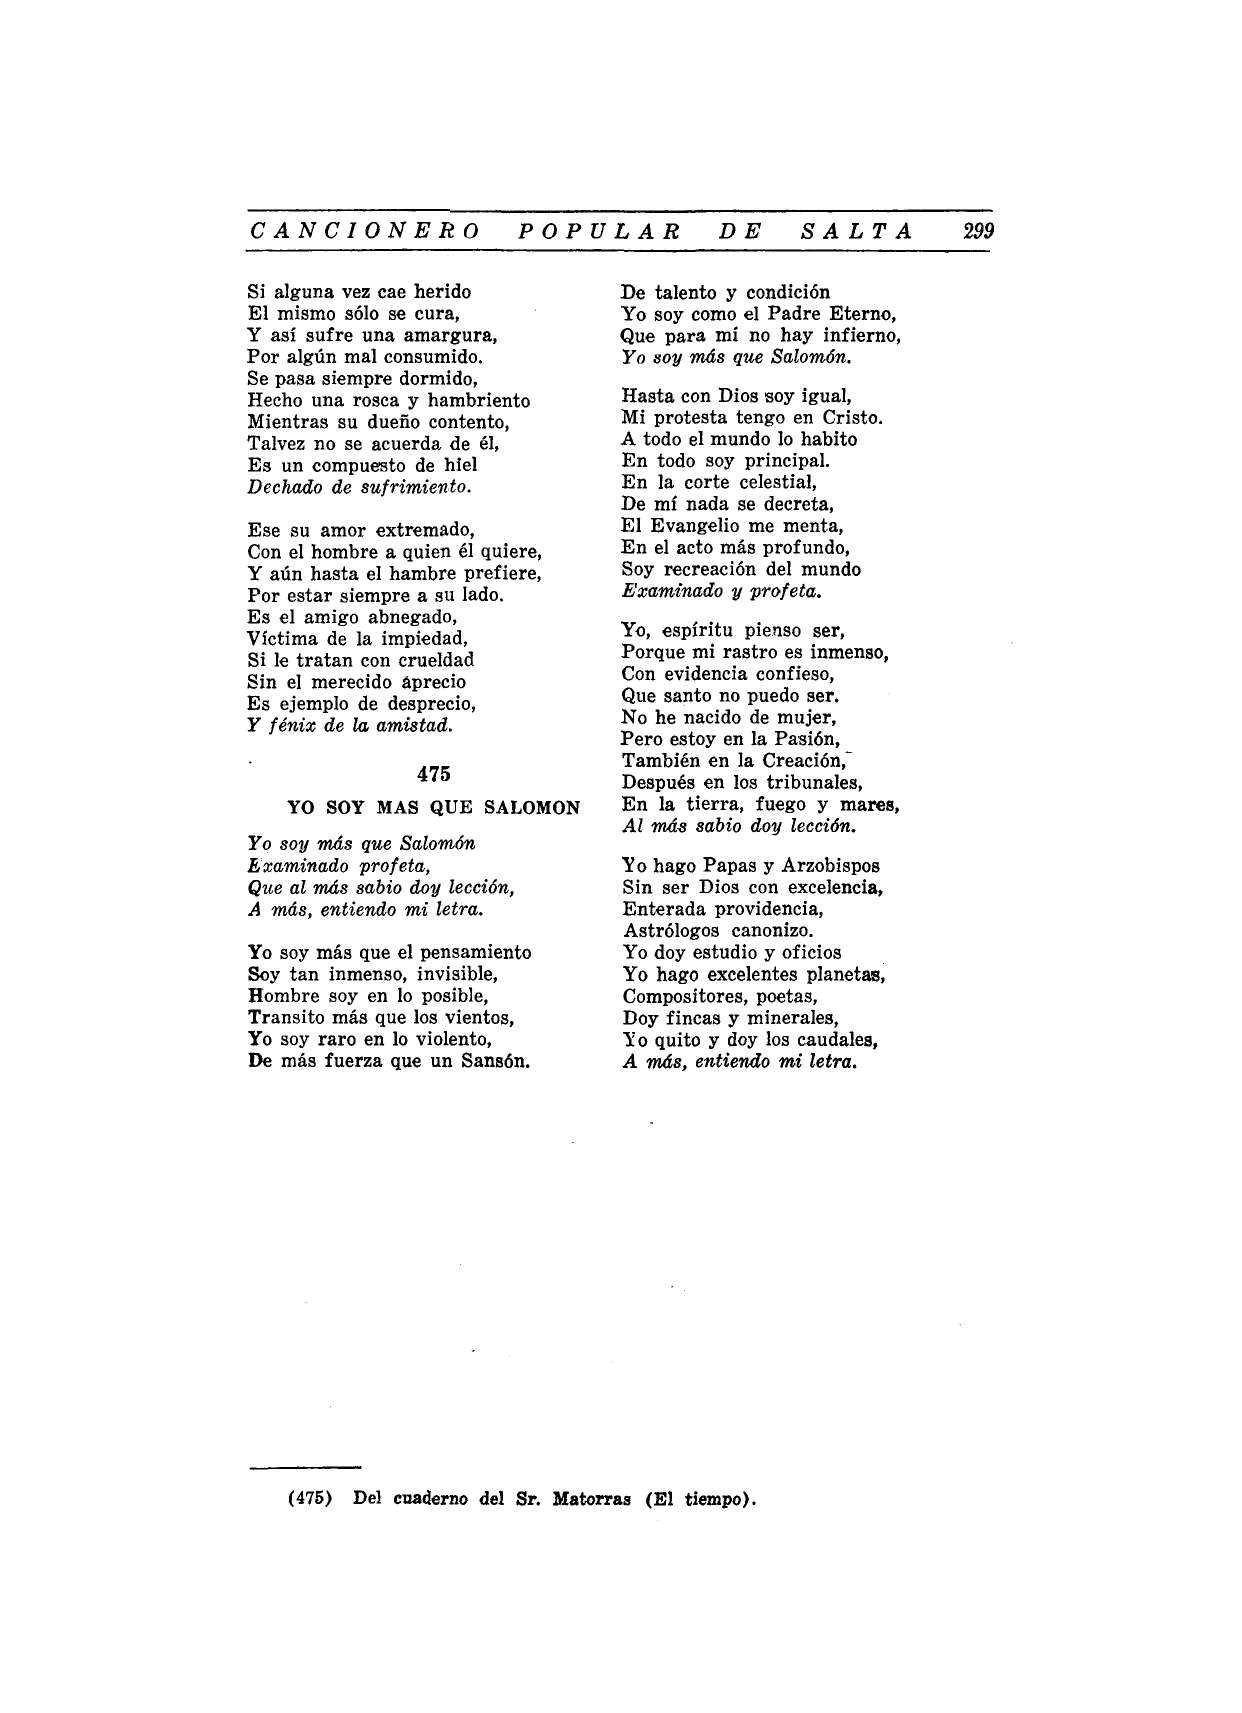 CANCIONERO POPULAR DE SALTA 299
Si alguna vez cae herido
El mismo sólo se cura,
Y así sufre una amargura,
Por algún mal consumido.
Se pasa siempre dormido,
Hecho una rosca y hambriento
Mientras su dueño contento,
Talvez no se acuerda de él,
Es un compuesto de hiel
Dechado de sufrimiento.
Ese su amor extremado,
Con el hombre a quien él quiere,
Y aún hasta el hambre prefiere,
Por estar siempre a su lado.
Es el amigo abnegado,
Víctima de la impiedad,
Si le tratan con crueldad
Sin el merecido aprecio
Es ejemplo de desprecio,
Y fénix de la amistad.
475
YO SOY MAS QUE SALOMON
Yo soy más que Salomón
Examinado profeta,
Que al más sabio doy lección,
A más, entiendo mi letra.
Yo soy más que el pensamiento
Soy tan inmenso, invisible,
Hombre soy en lo posible,
Transito más que los vientos,
Yo soy raro en lo violento,
De más fuerza que un Sansón.
De talento y condición
Yo soy como el Padre Eterno,
Que para mí no hay infierno,
Yo soy más que Salomón.
Hasta con Dios soy igual,
Mi protesta tengo en Cristo.
A todo el mundo lo habito
En todo soy principal.
En la corte celestial,
De mí nada se decreta,
El Evangelio me menta,
En el acto más profundo,
Soy recreación del mundo
Examinado y profeta.
Yo, espíritu pienso ser,
Porque mi rastro es inmenso,
Con evidencia confieso,
Que santo no puedo ser.
No he nacido de mujer,
Pero estoy en la Pasión,
También en la Creación,
Después en los tribunales,
En la tierra, fuego y mares,
Al más sabio doy lección.
Yo hago Papas y Arzobispos
Sin ser Dios con excelencia,
Enterada providencia,
Astrólogos canonizo.
Yo doy estudio y oficios
Yo hago excelentes planetas,
Compositores, poetas,
Doy fincas y minerales,
Yo quito y doy los caudales,
A más, entiendo mi letra.
(475) Del cuaderno del Sr. Matorras (El tiempo).